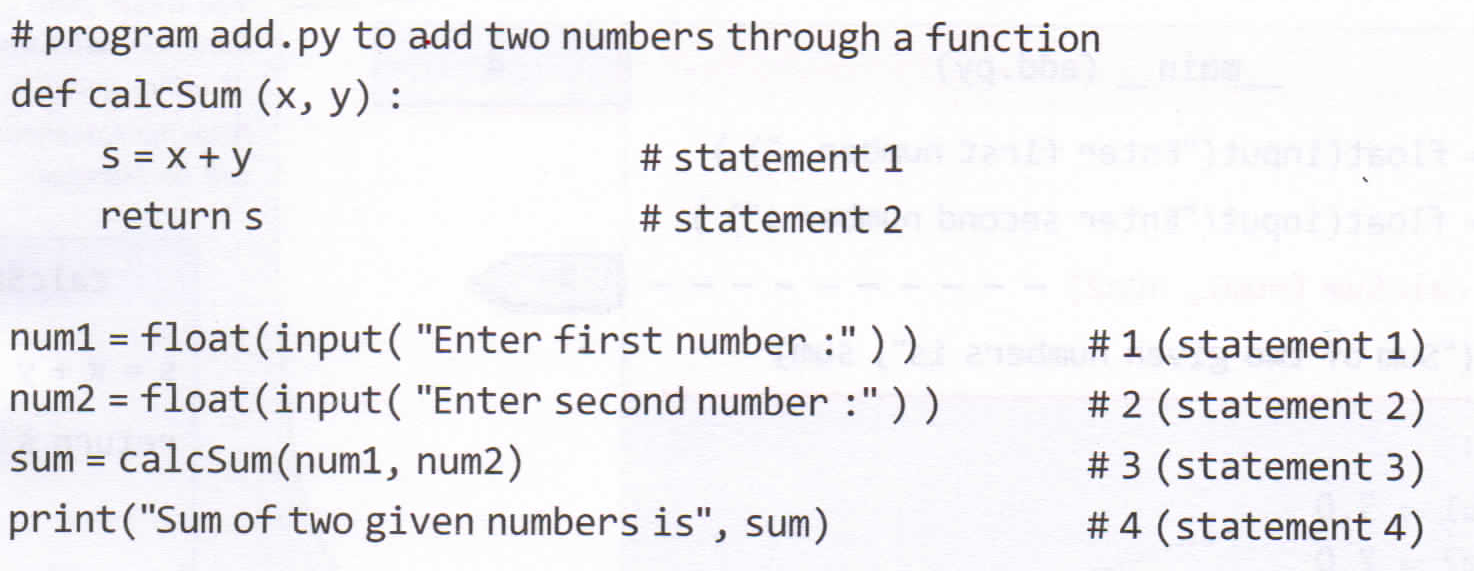 # program add.py to add two numbers through a function
def calcSum (x, y) :
s = x + y # statement 1
return s # statement 2
num1 = float(input( "Enter first number :" ) ) # 1 (statement 1)
num2 = float(input( "Enter second number :" ) ) # 2 (statement 2)
sum = calcSum(num1, num2) # 3 (statement 3)
print("Sum of two given numbers is", sum) # 4 (statement 4)